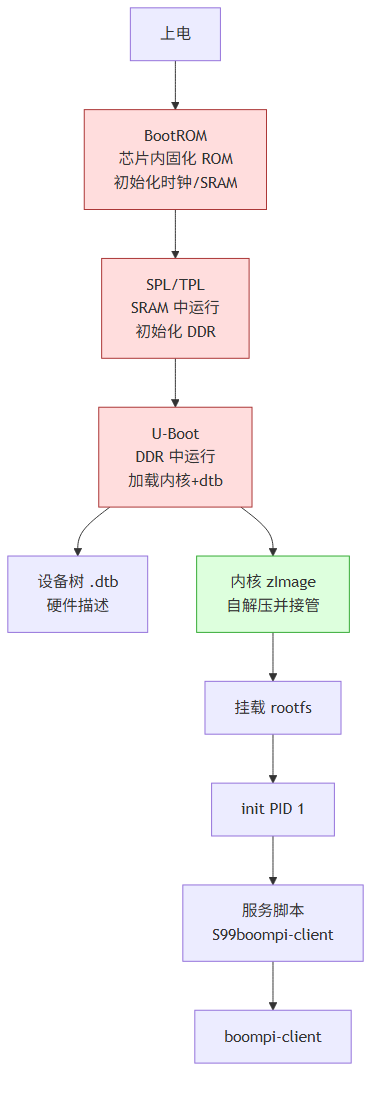 上电
BootROM
芯片内固化 ROM
初始化时钟/SRAM
SPL/TPL
SRAM 中运行
初始化 DDR
U-Boot
DDR 中运行
加载内核+dtb
设备树 .dtb
硬件描述
内核 zImage
自解压并接管
挂载 rootfs
init PID 1
服务脚本
S99boompi-client
boompi-client